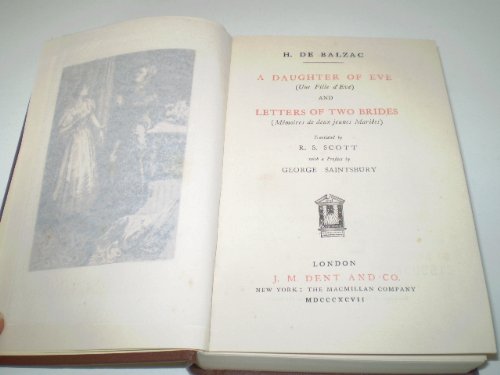 H. DE BALZAC
A DAUGHTER OF EVE
(Une Fille d'Eve)
AND
LETTERS OF TWO BRIDES
(Mémoires de deux jeunes Mariées)
Translated by
R. S. SCOTT
with a Preface by
GEORGE SAINTSBURY
LONDON
J. M. DENT AND CO.
NEW YORK: THE MACMILLAN COMPANY
MDCCCXCVII